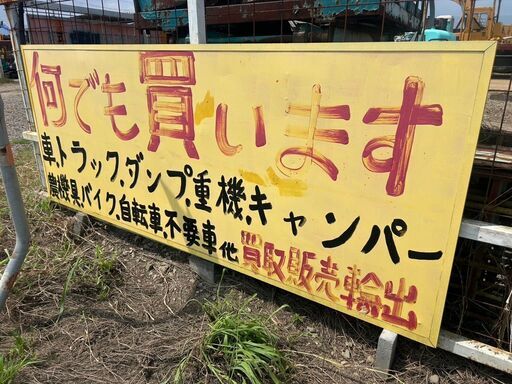 何でも買います
車.トラック.ダンプ.重機.キャンパー
農機具バイク.自転車.不要車他買取販売輸出